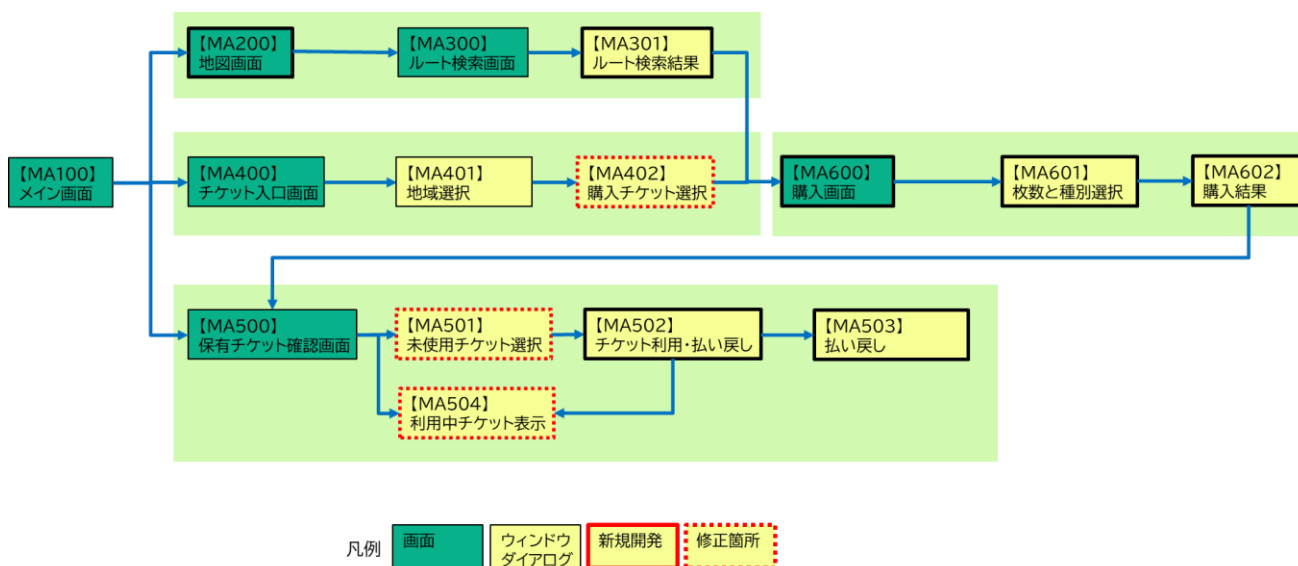 【MA200】
地図画面
【MA300】
ルート検索画面
【MA301】
ルート検索結果
【MA100】
メイン画面
【MA400】
チケット入口画面
【MA401】
地域選択
【MA402】
購入チケット選択
【MA600】
購入画面
【MA601】
枚数と種別選択
【MA602】
購入結果
【MA500】
保有チケット確認画面
【MA501】
未使用チケット選択
【MA502】
チケット利用・払い戻し
【MA503】
払い戻し
【MA504】
利用中チケット表示
凡例
画面
ウィンドウ
ダイアログ
新規開発
修正箇所